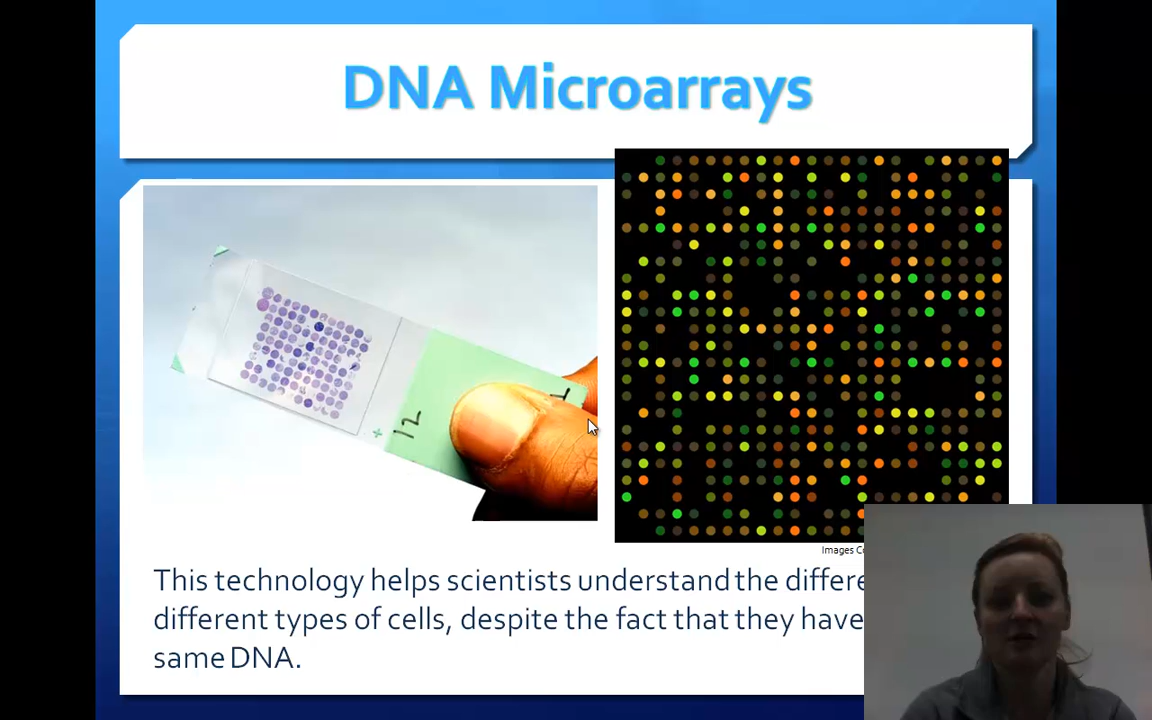 DNA Microarrays
12
Images
This technology helps scientists understand the
different types of cells, despite the fact that they have
same DNA.